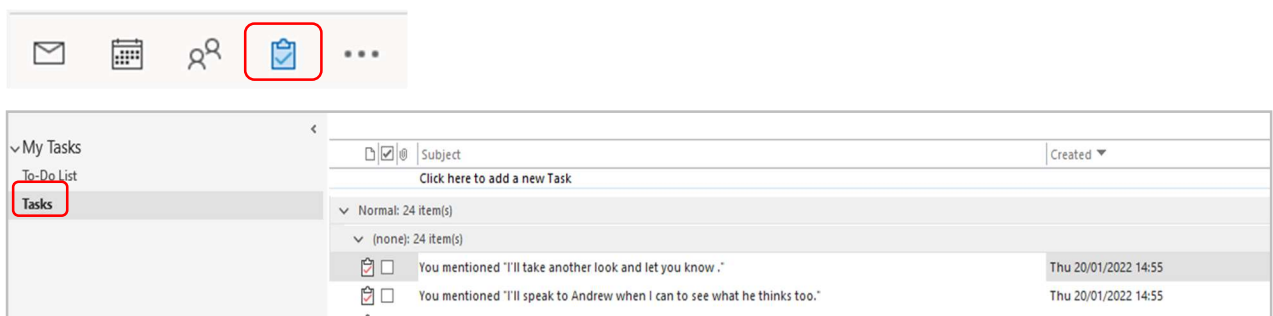 My Tasks
To-Do List
Tasks
Subject Created
Click here to add a new Task
Normal: 24 item(s)
(none): 24 item(s)
You mentioned "I'll take another look and let you know ." Thu 20/01/2022 14:55
You mentioned "I'll speak to Andrew when I can to see what he thinks too." Thu 20/01/2022 14:55